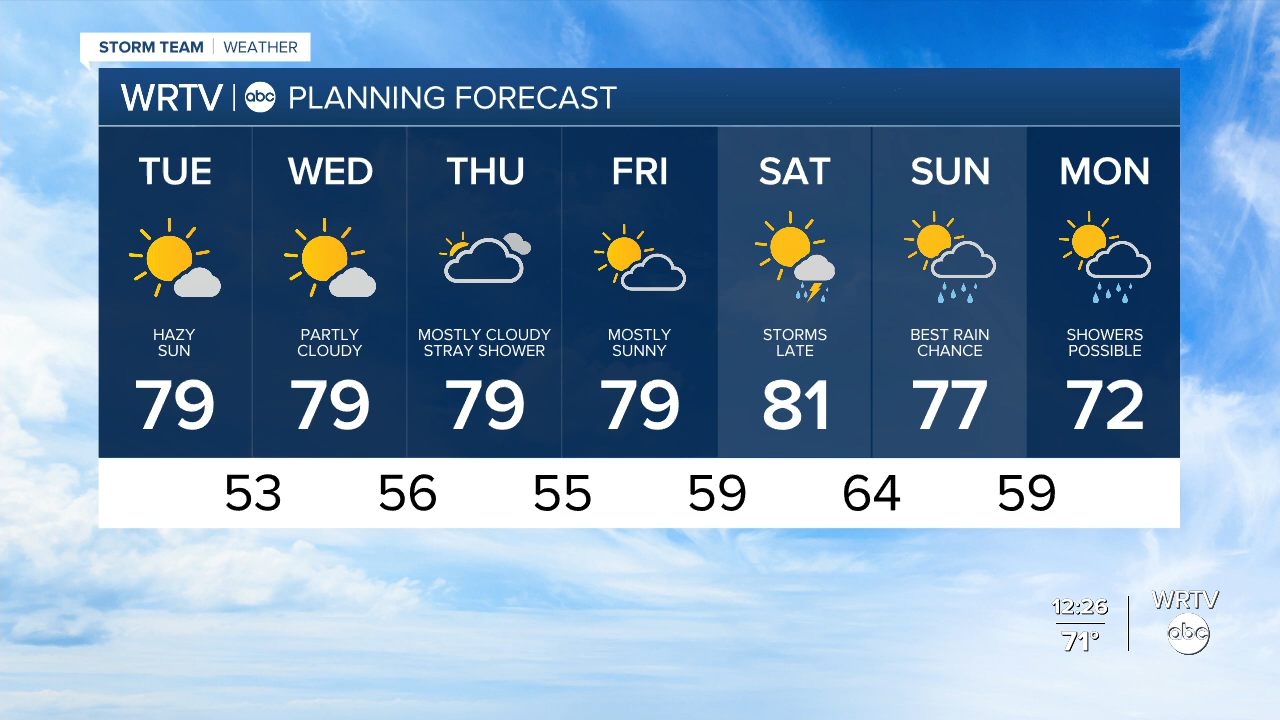 STORM TEAM | WEATHER
WRTV | abc PLANNING FORECAST
TUE WED THU FRI SAT SUN MON
HAZY SUN
PARTLY CLOUDY
MOSTLY CLOUDY STRAY SHOWER
MOSTLY SUNNY
STORMS LATE
BEST RAIN CHANCE
SHOWERS POSSIBLE
79 79 79 79 81 77 72
53 56 55 59 64 59
12:26
71°
WRTV
abc